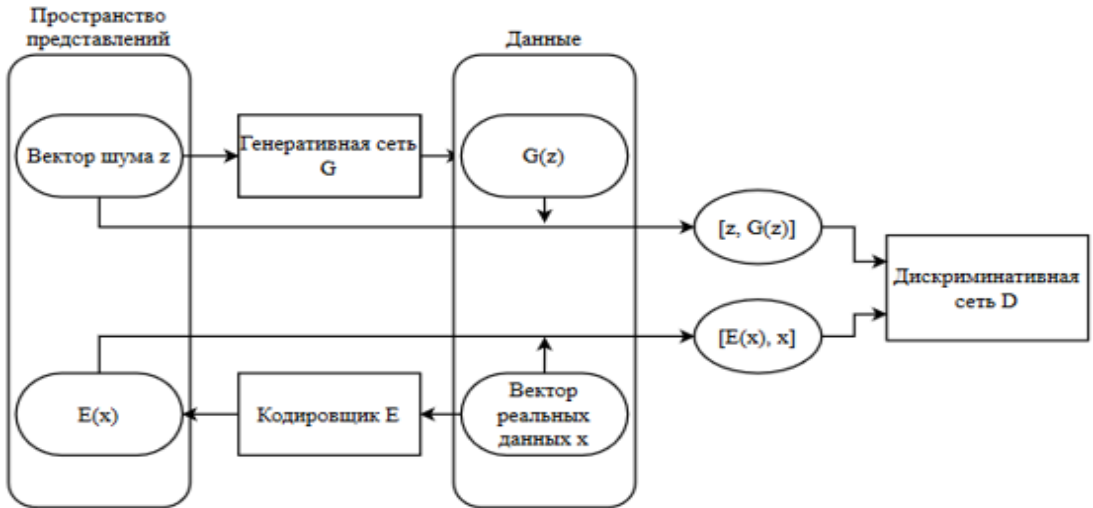 Пространство
представлений
Данные
Вектор шума z
Генеративная сеть
G
G(z)
[z, G(z)]
Дискриминативная
сеть D
[E(x), x]
E(x)
Кодировщик E
Вектор
реальных
данных x